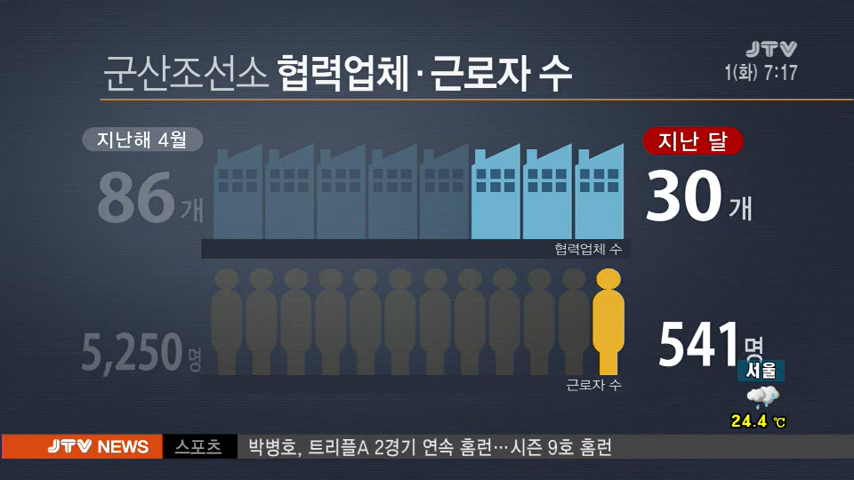 JTV
1(화) 7:17
군산조선소 협력업체·근로자 수
지난해 4월
지난 달
86개
30개
협력업체 수
5,250명
541명
근로자 수
서울
24.4 ℃
JTV NEWS
스포츠
박병호, 트리플A 2경기 연속 홈런…시즌 9호 홈런